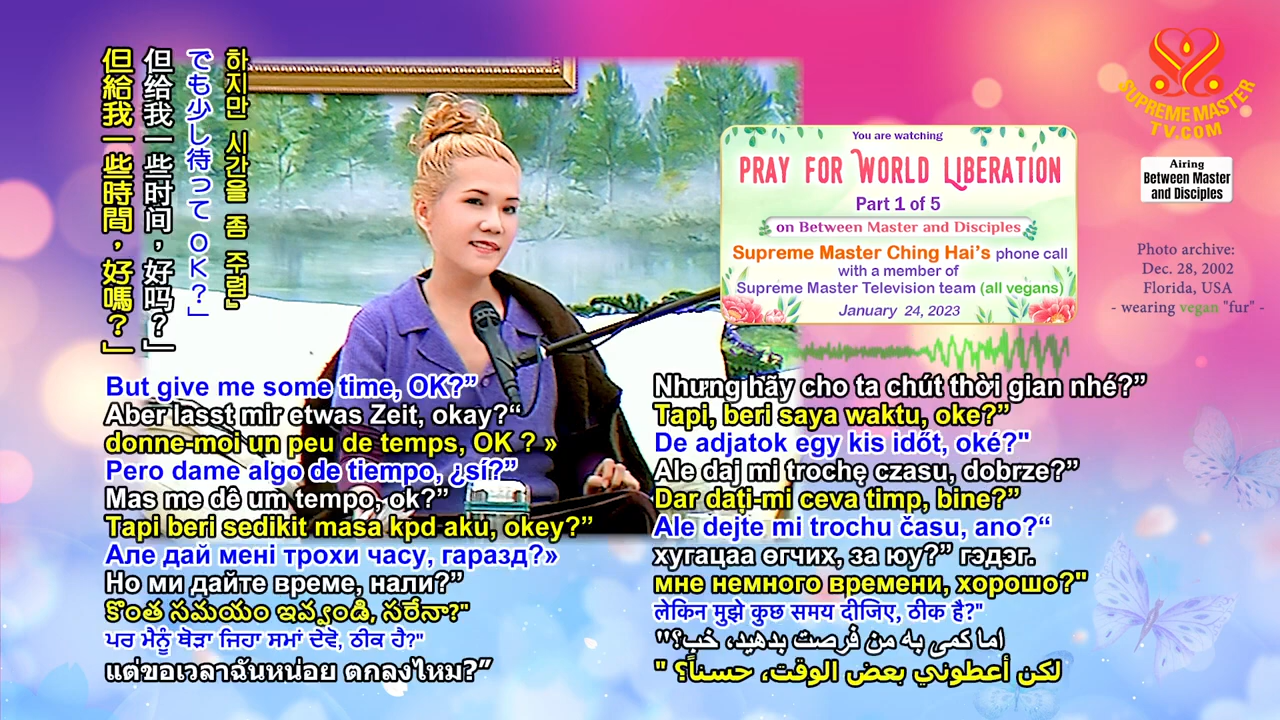 但給我一些時間，好嗎？」
但给我一些时间，好吗？」
でも少し待って OK？」
하지만 시간을 좀 주렴』
SUPREME MASTER
TV.COM
Airing
Between Master
and Disciples
Photo archive:
Dec. 28, 2002
Florida, USA
- wearing vegan "fur" -
You are watching
PRAY FOR WORLD LIBERATION
Part 1 of 5
on Between Master and Disciples
Supreme Master Ching Hai's phone call
with a member of
Supreme Master Television team (all vegans)
January 24, 2023
But give me some time, OK?”
Aber lasst mir etwas Zeit, okay?“
donne-moi un peu de temps, OK ? »
Pero dame algo de tiempo, ¿sí?”
Mas me dê um tempo, ok?”
Tapi beri sedikit masa kpd aku, okey?”
Але дай мені трохи часу, гаразд?»
Но ми дайте време, нали?”
కొంత సమయం ఇవ్వండి, సరేనా?"
ਪਰ ਮੈਨੂੰ ਥੋੜਾ ਜਿਹਾ ਸਮਾਂ ਦੇਵੋ, ਠੀਕ ਹੈ?"
แต่ขอเวลาฉันหน่อย ตกลงไหม?”
Nhưng hãy cho ta chút thời gian nhé?”
Tapi, beri saya waktu, oke?”
De adjatok egy kis időt, oké?"
Ale daj mi trochę czasu, dobrze?”
Dar dați-mi ceva timp, bine?”
Ale dejte mi trochu času, ano?“
хугацаа өгчих, за юу?” гэдэг.
мне немного времени, хорошо?"
लेकिन मुझे कुछ समय दीजिए, ठीक है?"
اما کمی به من فرصت بدهید، خب؟"
لكن أعطوني بعض الوقت، حسناً؟ "